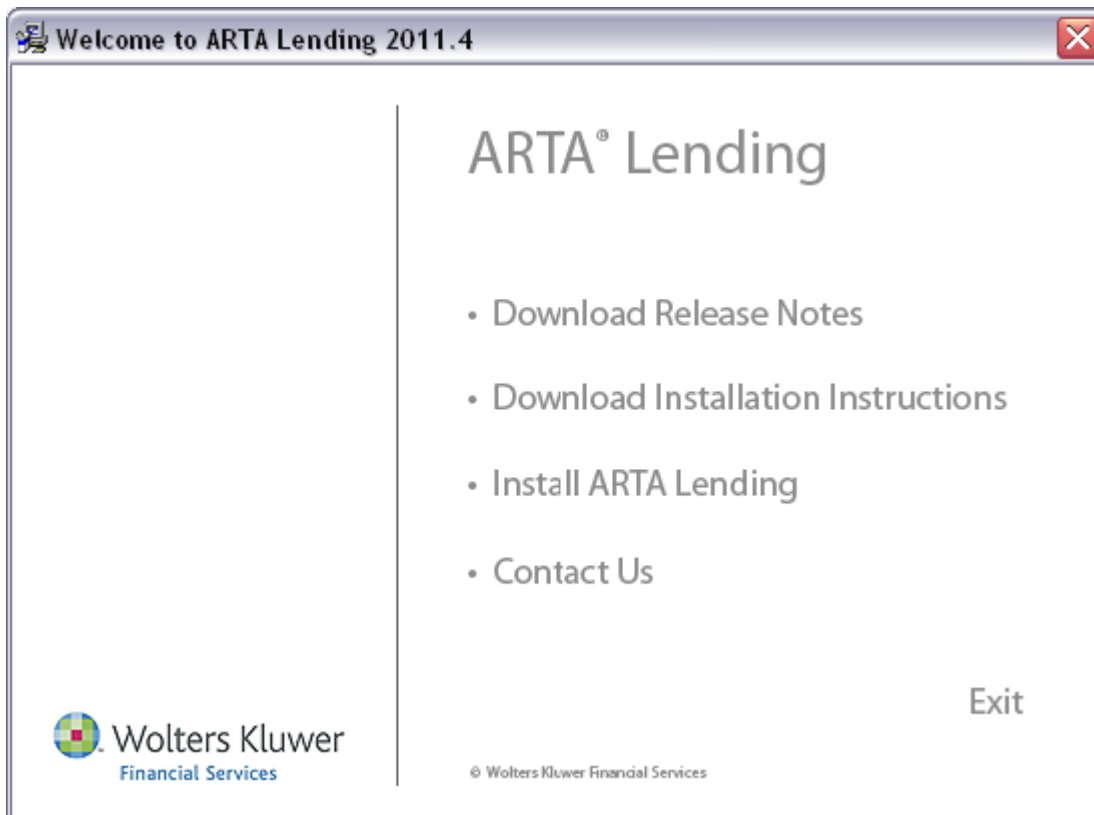 Welcome to ARTA Lending 2011.4
ARTA® Lending
• Download Release Notes
• Download Installation Instructions
• Install ARTA Lending
• Contact Us
Exit
Wolters Kluwer
Financial Services
© Wolters Kluwer Financial Services